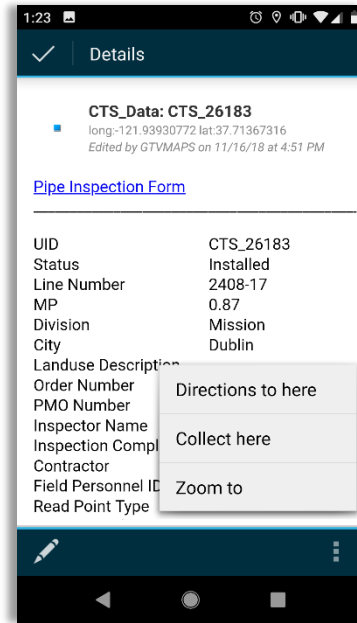 1:23
Details
CTS_Data: CTS_26183
long:-121.93930772 lat:37.71367316
Edited by GTVMAPS on 11/16/18 at 4:51 PM
Pipe Inspection Form
UID CTS_26183
Status Installed
Line Number 2408-17
MP 0.87
Division Mission
City Dublin
Landuse Description
Order Number
PMO Number
Inspector Name
Inspection Compl
Contractor
Field Personnel ID
Read Point Type
Directions to here
Collect here
Zoom to